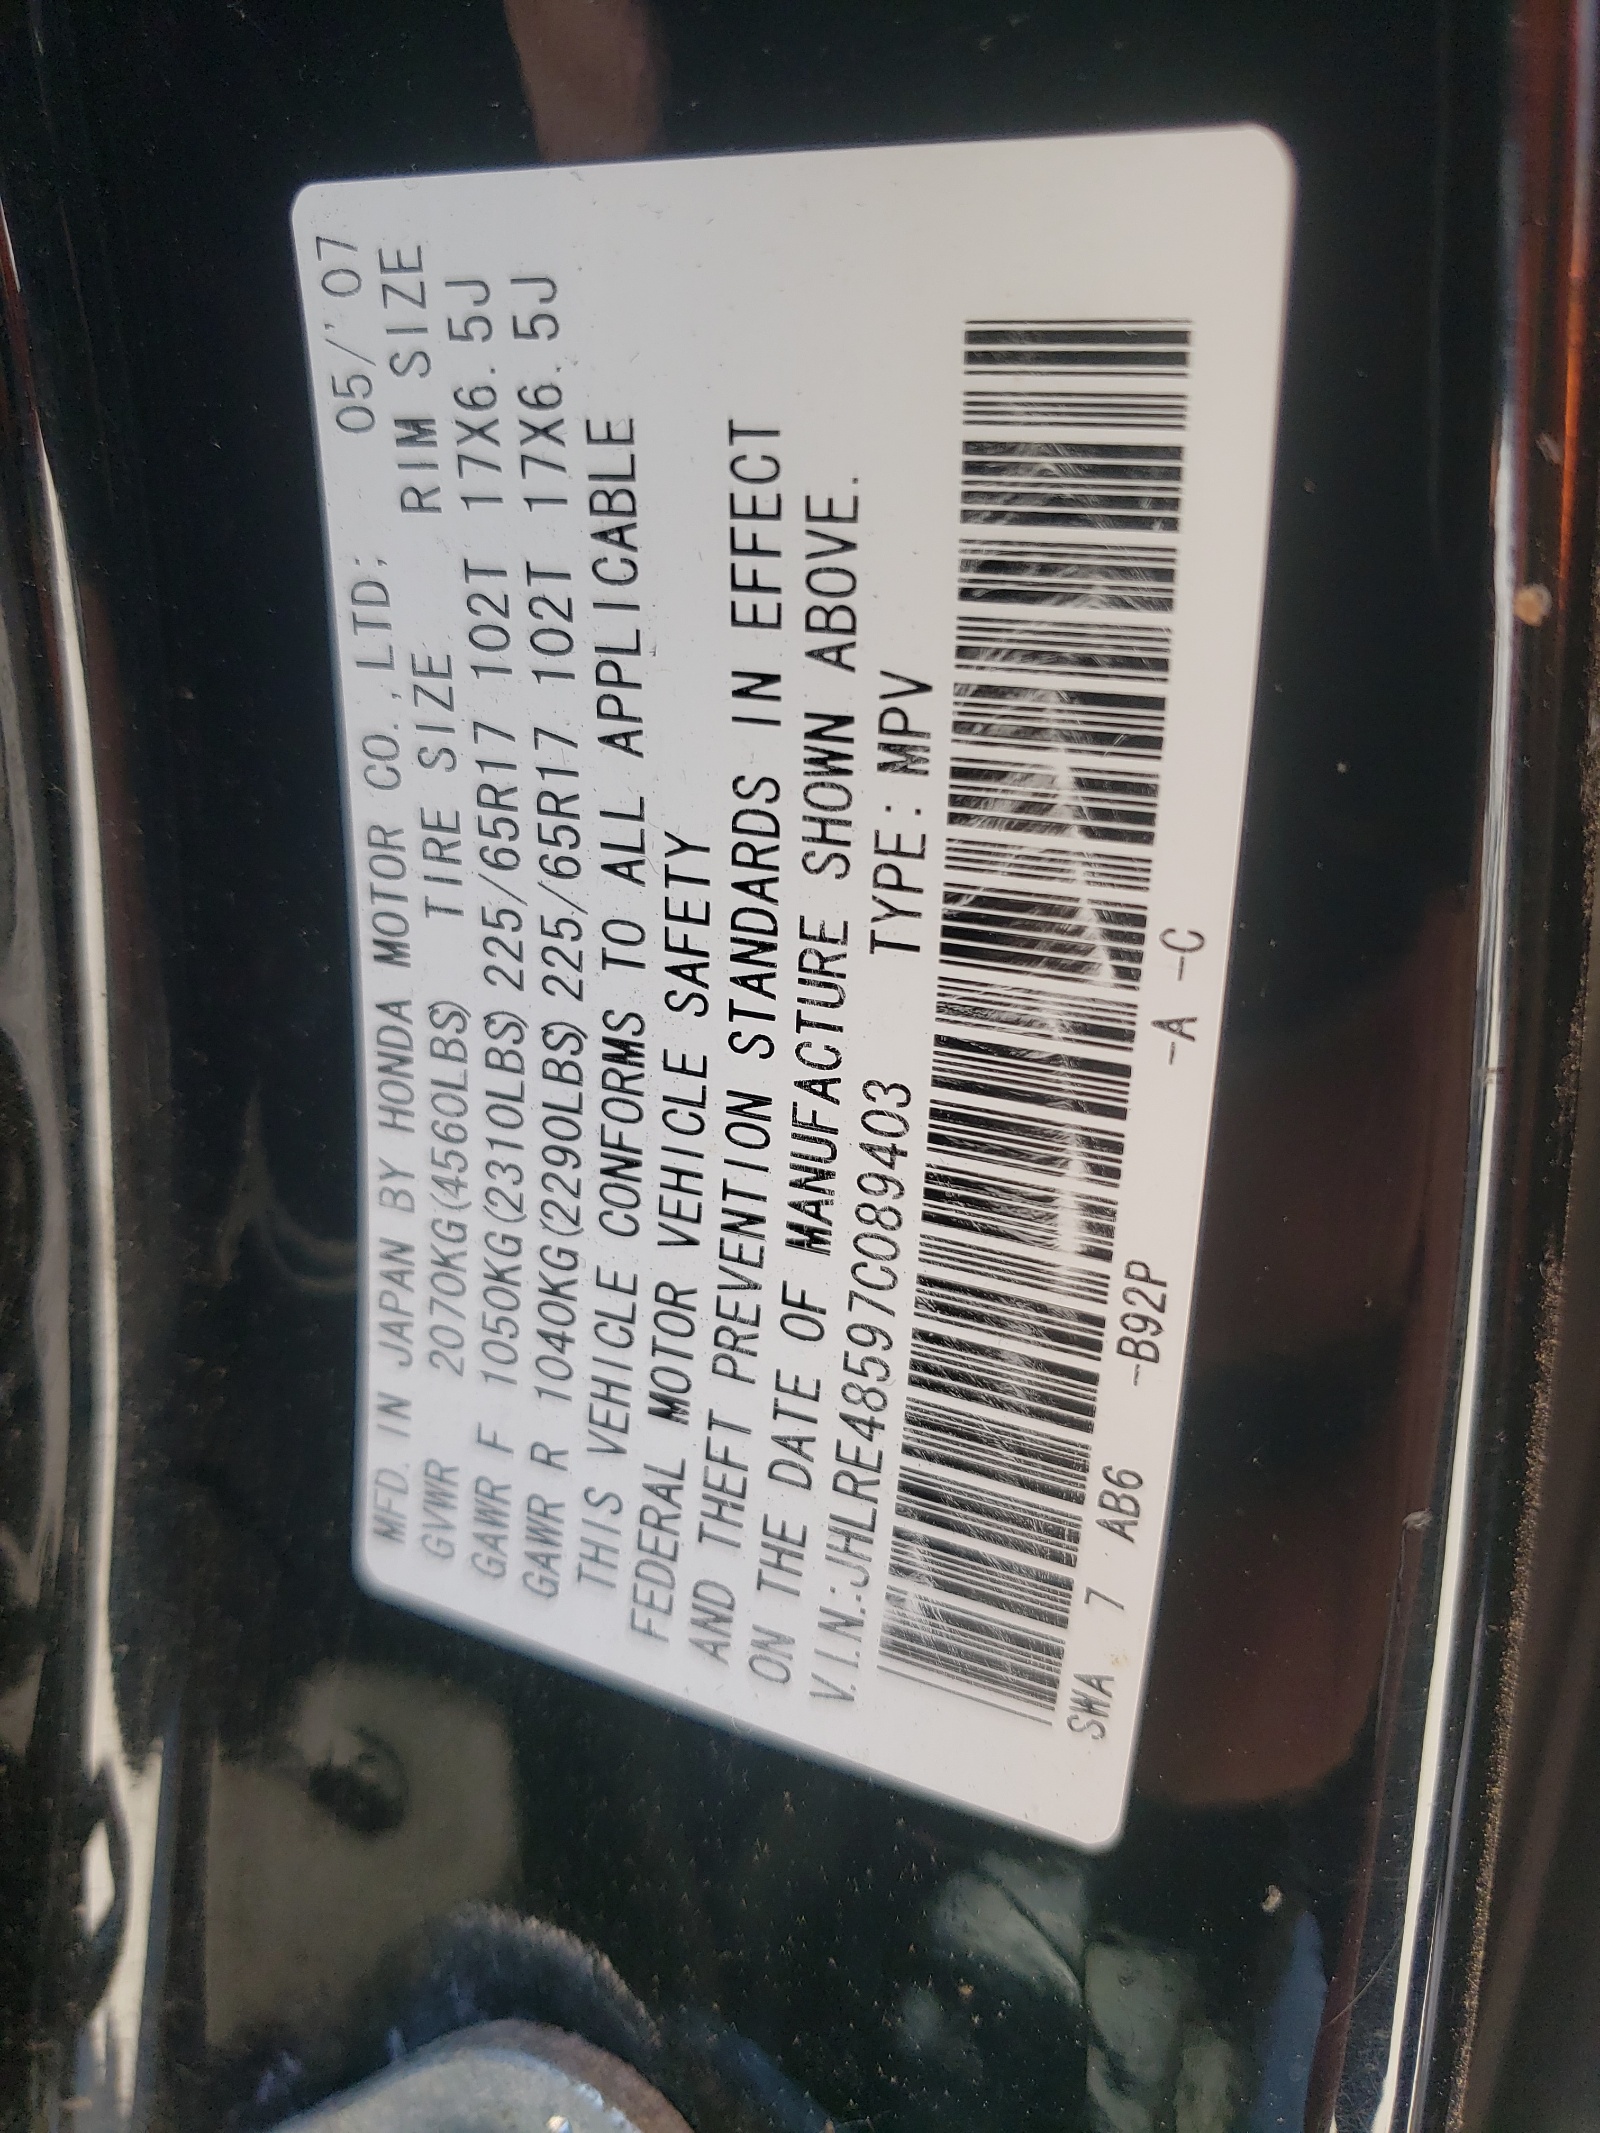 MFD. IN JAPAN BY HONDA MOTOR CO., LTD; 05/'07
GVWR 2070KG(4560LBS) TIRE SIZE RIM SIZE
GAWR F 1050KG(2310LBS) 225/65R17 102T 17X6.5J
GAWR R 1040KG(2290LBS) 225/65R17 102T 17X6.5J
THIS VEHICLE CONFORMS TO ALL APPLICABLE
FEDERAL MOTOR VEHICLE SAFETY
AND THEFT PREVENTION STANDARDS IN EFFECT
ON THE DATE OF MANUFACTURE SHOWN ABOVE.
V.I.N.:JHLRE48597C089403 TYPE:MPV
SWA 7 AB6 -B92P -A -C